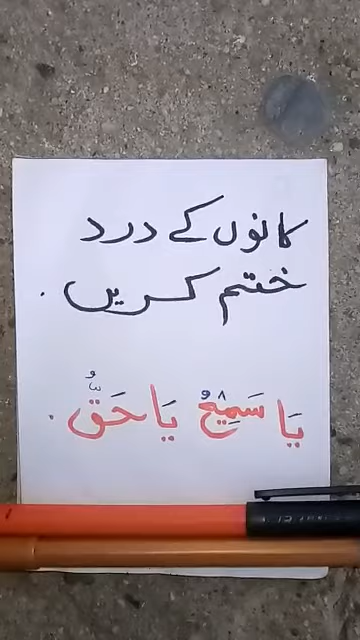 کانوں کے درد
ختم کریں.
یَا سَمِیْعُ یَا حَقُّ.